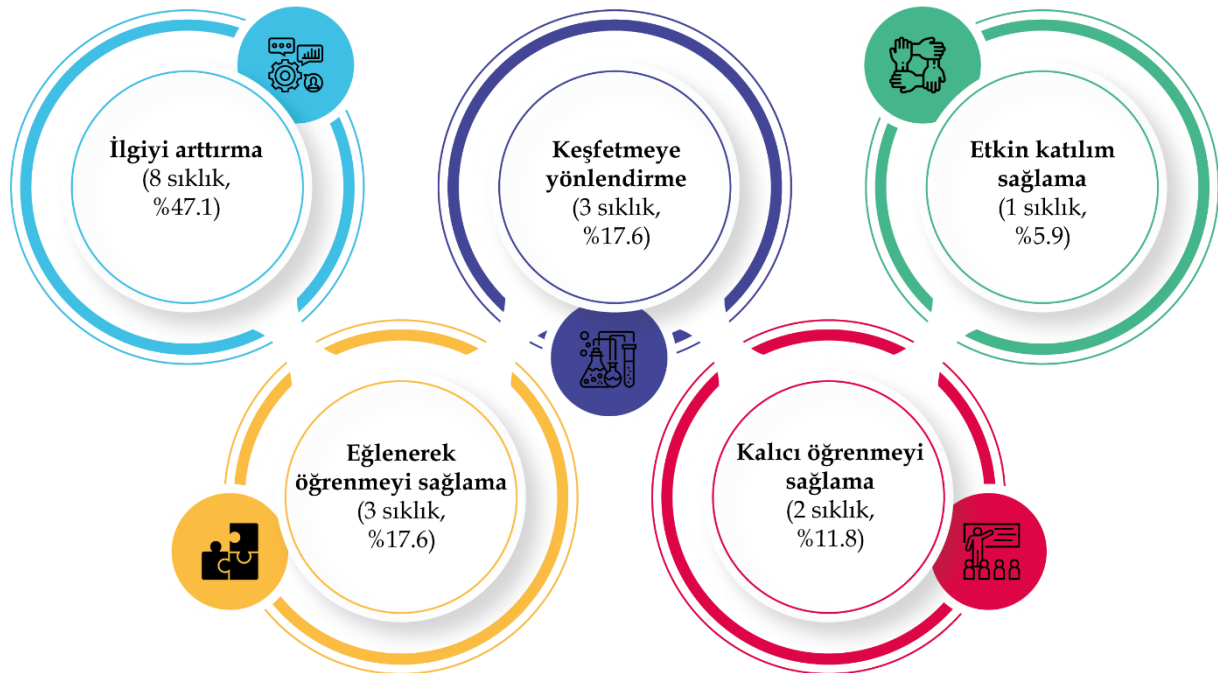 İlgiyi arttırma
(8 sıklık,
%47.1)
Keşfetmeye
yönlendirme
(3 sıklık,
%17.6)
Etkin katılım
sağlama
(1 sıklık,
%5.9)
Eğlenerek
öğrenmeyi sağlama
(3 sıklık,
%17.6)
Kalıcı öğrenmeyi
sağlama
(2 sıklık,
%11.8)